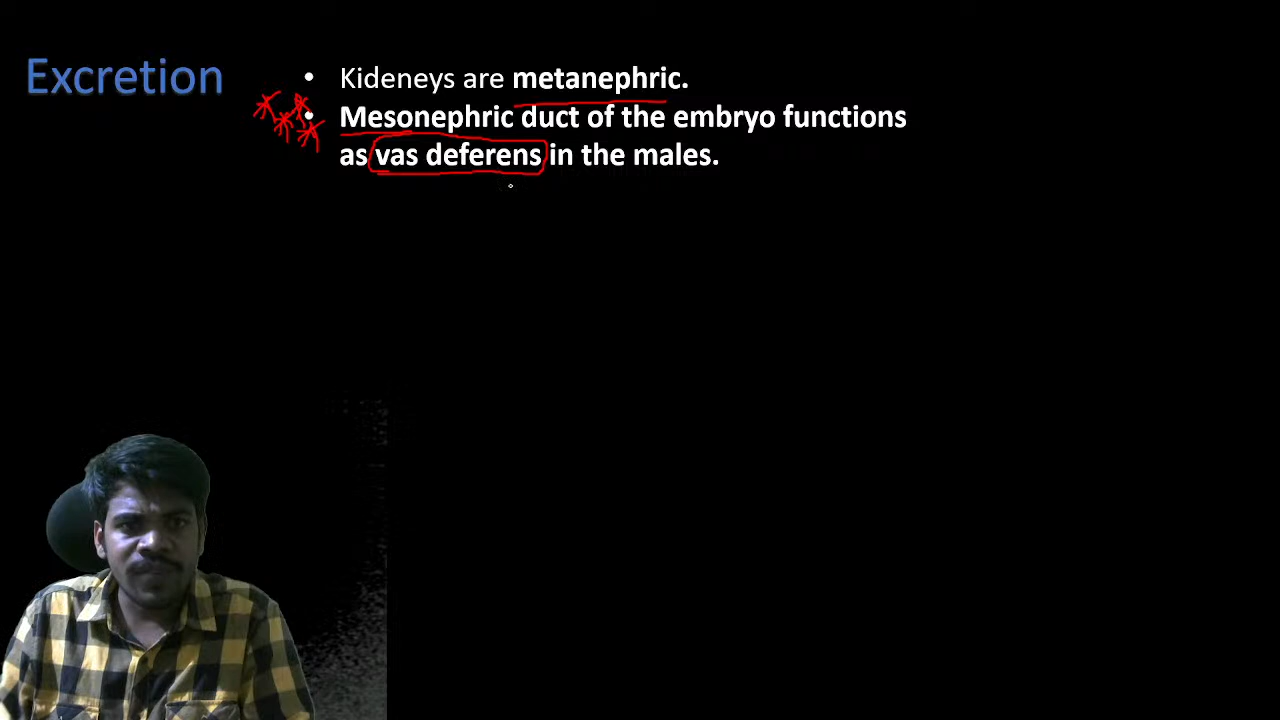 Excretion
• Kideneys are metanephric.
• Mesonephric duct of the embryo functions
as vas deferens in the males.